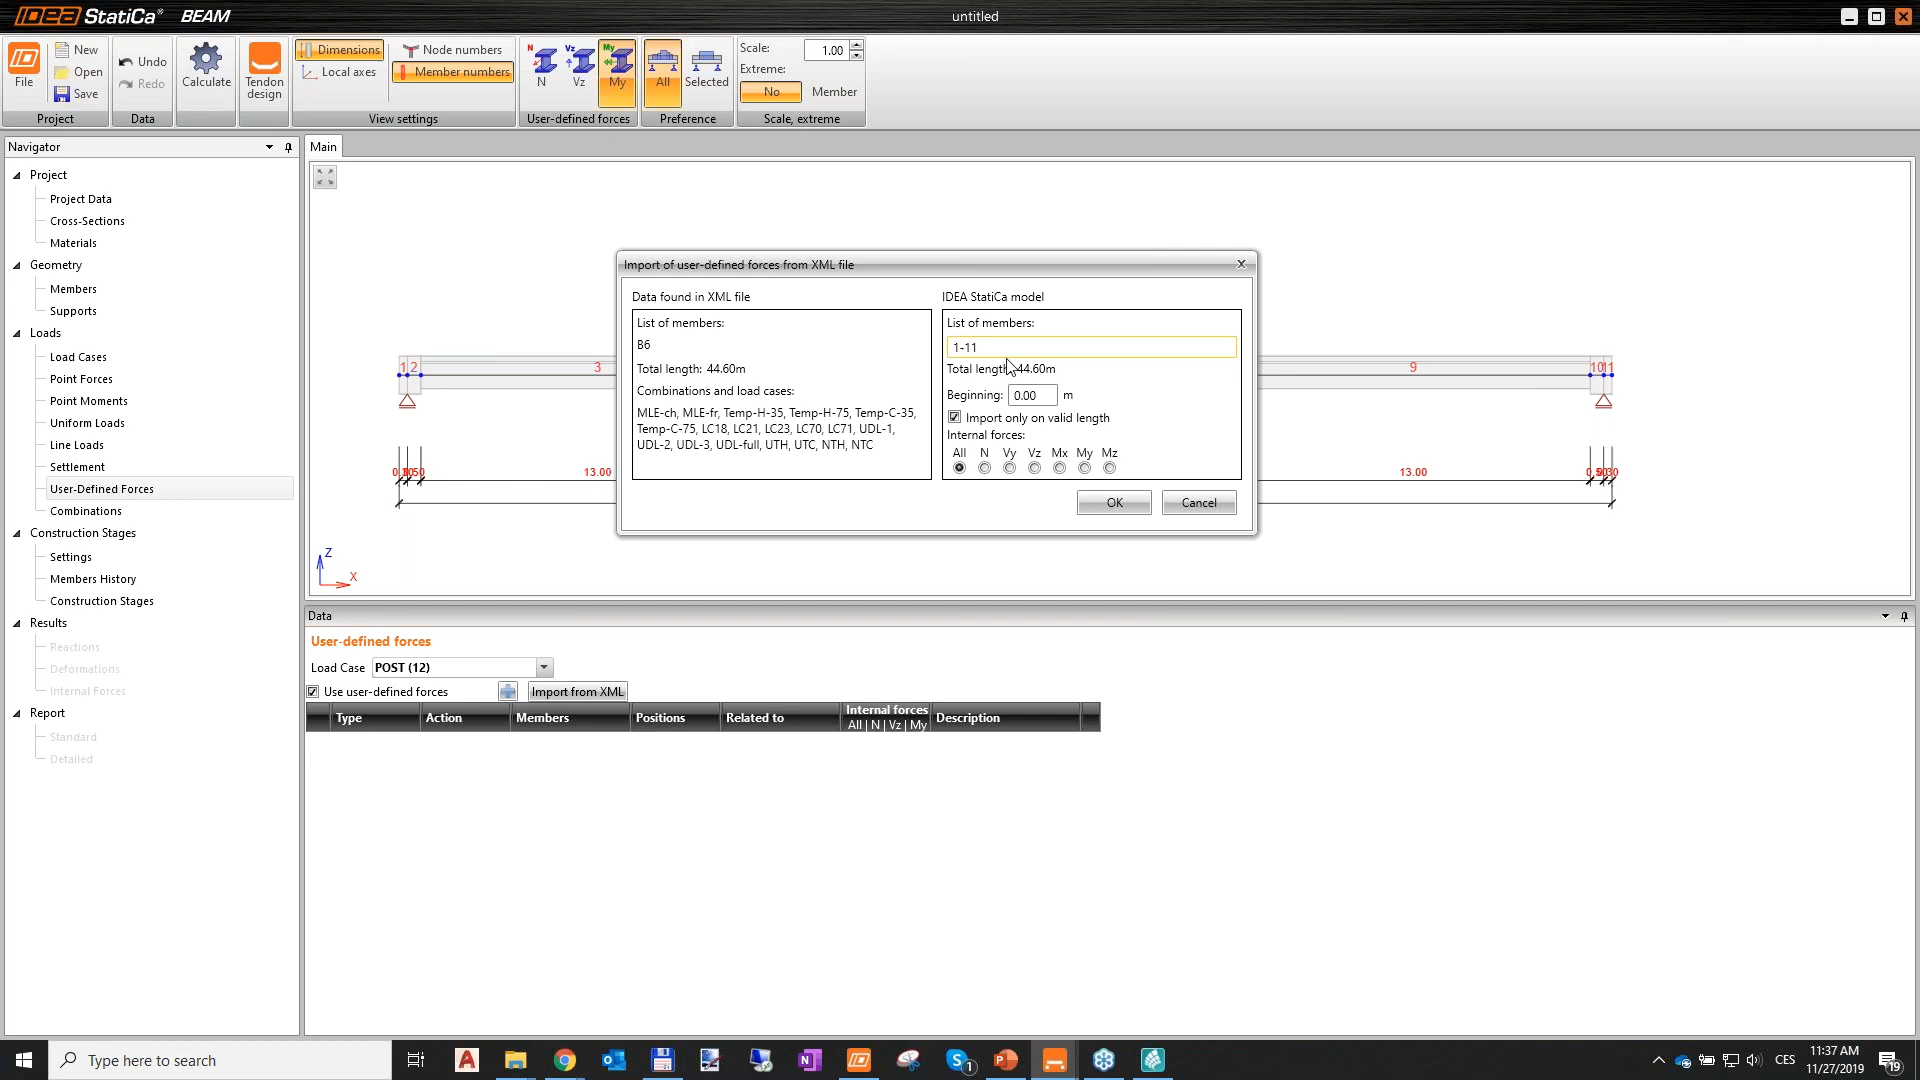 IDEA StatiCa® BEAM
untitled
File
New
Open
Save
Project
Undo
Redo
Data
Calculate
Tendon design
Dimensions
Local axes
Node numbers
Member numbers
View settings
N
Vz
My
N
Vz
My
User-defined forces
All
Selected
Preference
Scale: 1.00
Extreme:
No
Member
Scale, extreme
Navigator
Project
Project Data
Cross-Sections
Materials
Geometry
Members
Supports
Loads
Load Cases
Point Forces
Point Moments
Uniform Loads
Line Loads
Settlement
User-Defined Forces
Combinations
Construction Stages
Settings
Members History
Construction Stages
Results
Reactions
Deformations
Internal Forces
Report
Standard
Detailed
Main
1 2 3 9 10 11
13.00 13.00
Z
X
Import of user-defined forces from XML file
Data found in XML file
List of members:
B6
Total length: 44.60m
Combinations and load cases:
MLE-ch, MLE-fr, Temp-H-35, Temp-H-75, Temp-C-35,
Temp-C-75, LC18, LC21, LC23, LC70, LC71, UDL-1,
UDL-2, UDL-3, UDL-full, UTH, UTC, NTH, NTC
IDEA StatiCa model
List of members:
1-11
Total length: 44.60m
Beginning: 0.00 m
Import only on valid length
Internal forces:
All N Vy Vz Mx My Mz
OK
Cancel
Data
User-defined forces
Load Case POST (12)
Use user-defined forces
Import from XML
Type
Action
Members
Positions
Related to
Internal forces
All | N | Vz | My
Description
Type here to search
CES
11:37 AM
11/27/2019
19